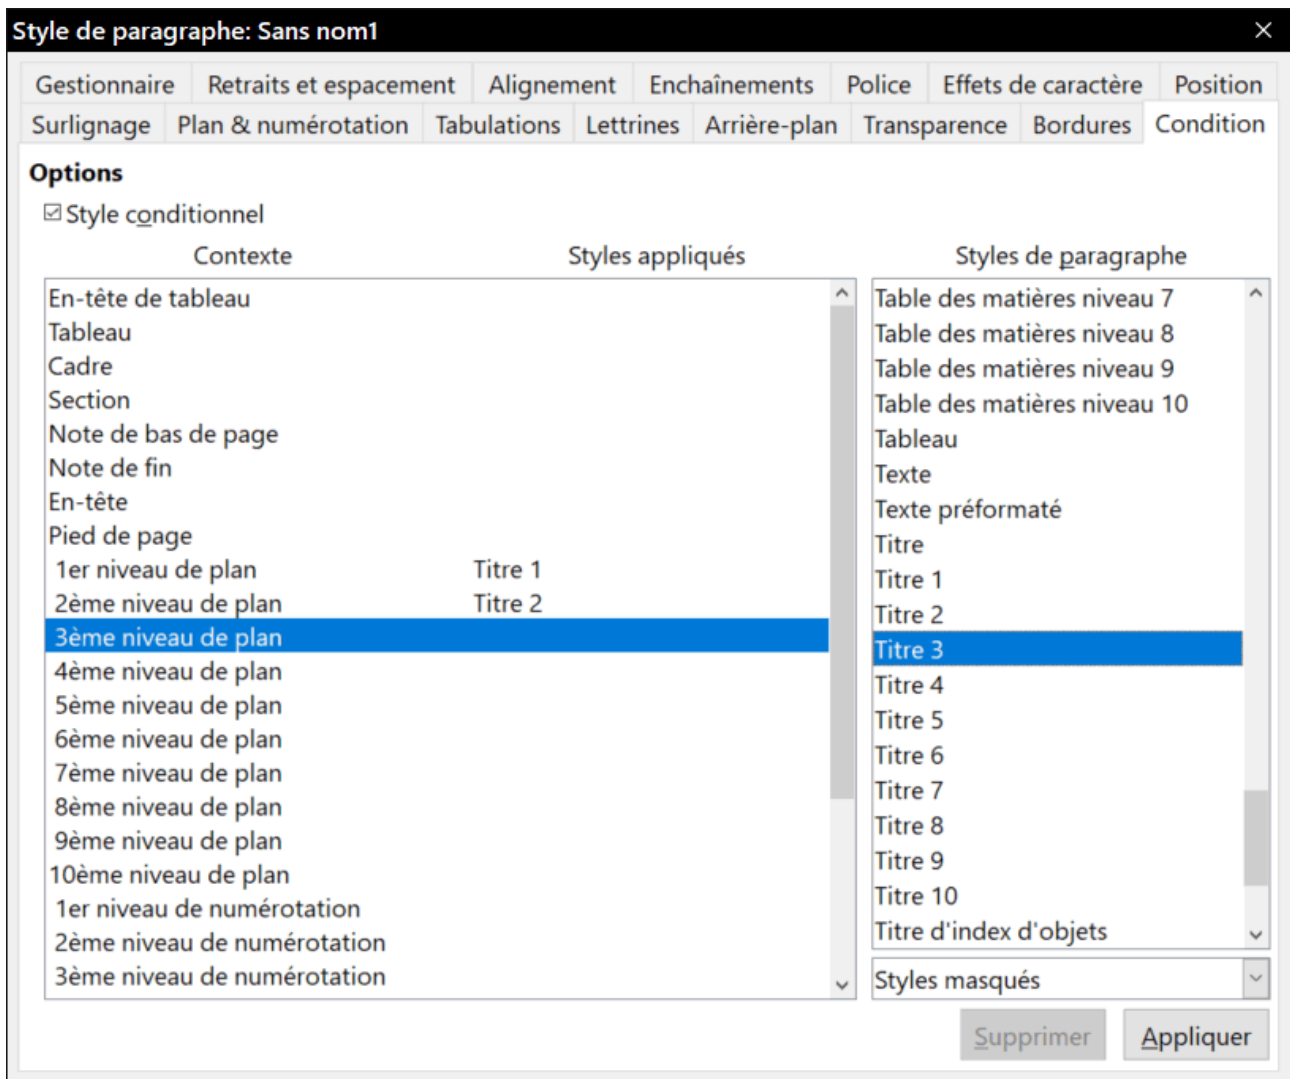 Style de paragraphe: Sans nom1
Gestionnaire Retraits et espacement Alignement Enchaînements Police Effets de caractère Position
Surlignage Plan & numérotation Tabulations Lettrines Arrière-plan Transparence Bordures Condition
Options
Style conditionnel
Contexte Styles appliqués Styles de paragraphe
En-tête de tableau
Tableau
Cadre
Section
Note de bas de page
Note de fin
En-tête
Pied de page
1er niveau de plan Titre 1
2ème niveau de plan Titre 2
3ème niveau de plan
4ème niveau de plan
5ème niveau de plan
6ème niveau de plan
7ème niveau de plan
8ème niveau de plan
9ème niveau de plan
10ème niveau de plan
1er niveau de numérotation
2ème niveau de numérotation
3ème niveau de numérotation
Table des matières niveau 7
Table des matières niveau 8
Table des matières niveau 9
Table des matières niveau 10
Tableau
Texte
Texte préformaté
Titre
Titre 1
Titre 2
Titre 3
Titre 4
Titre 5
Titre 6
Titre 7
Titre 8
Titre 9
Titre 10
Titre d'index d'objets
Styles masqués
Supprimer Appliquer